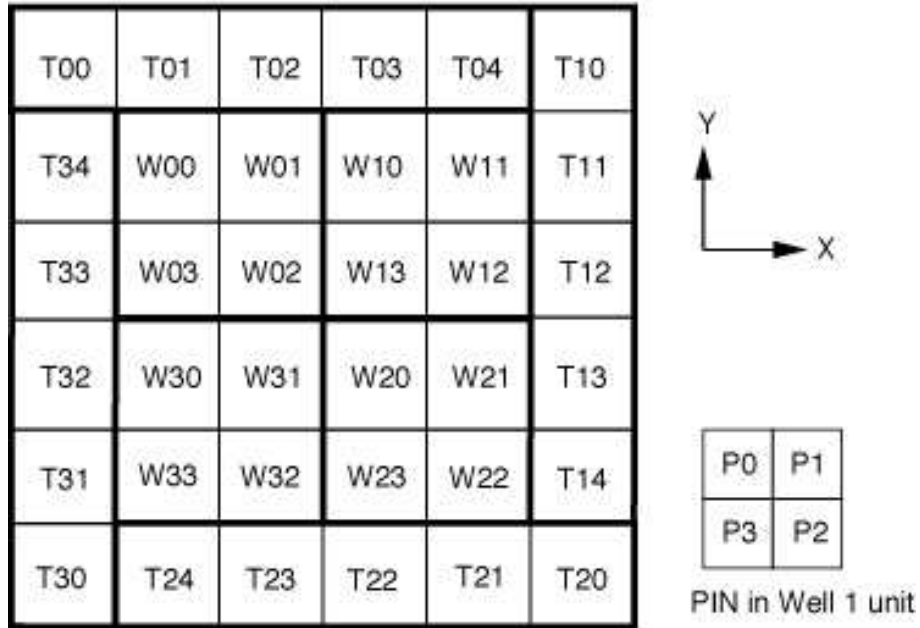 T00 T01 T02 T03 T04 T10
T34 W00 W01 W10 W11 T11
T33 W03 W02 W13 W12 T12
T32 W30 W31 W20 W21 T13
T31 W33 W32 W23 W22 T14
T30 T24 T23 T22 T21 T20
Y
X
P0 P1
P3 P2
PIN in Well 1 unit